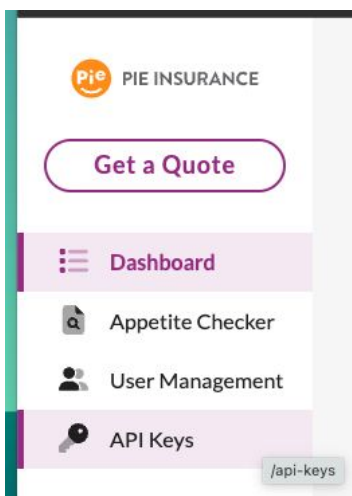 Pie
PIE INSURANCE
Get a Quote
Dashboard
Appetite Checker
User Management
API Keys
/api-keys